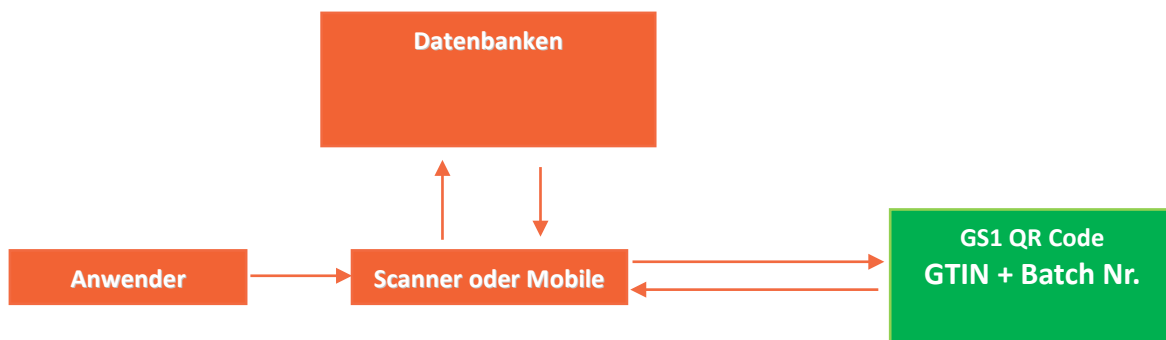 Datenbanken
Anwender
Scanner oder Mobile
GS1 QR Code
GTIN + Batch Nr.